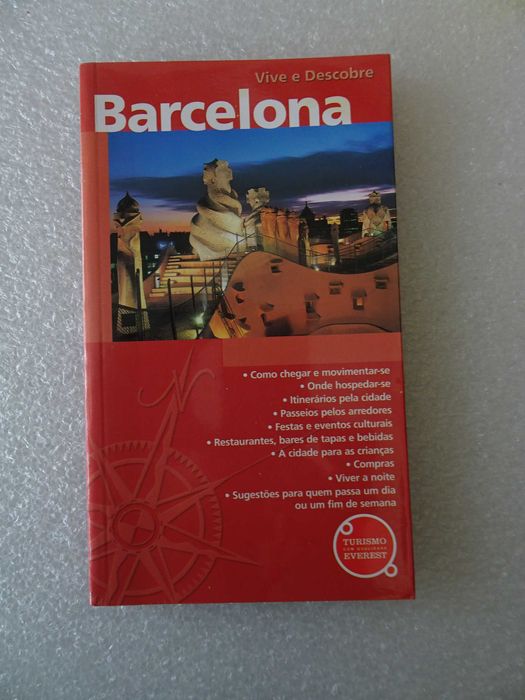 Vive e Descobre
Barcelona
• Como chegar e movimentar-se
• Onde hospedar-se
• Itinerários pela cidade
• Passeios pelos arredores
• Festas e eventos culturais
• Restaurantes, bares de tapas e bebidas
• A cidade para as crianças
• Compras
• Viver a noite
• Sugestões para quem passa um dia
ou um fim de semana
N
TURISMO
COM QUALIDADE
EVEREST